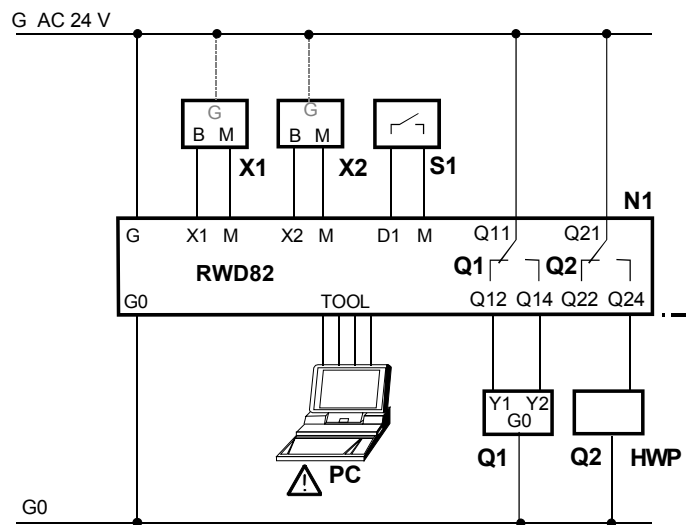 G AC 24 V
G G
B M B M
X1 X2 S1
N1
G X1 M X2 M D1 M Q11 Q21
RWD82 Q1 Q2
G0 TOOL Q12 Q14 Q22 Q24
Y1 Y2
G0
PC Q1 Q2 HWP
G0